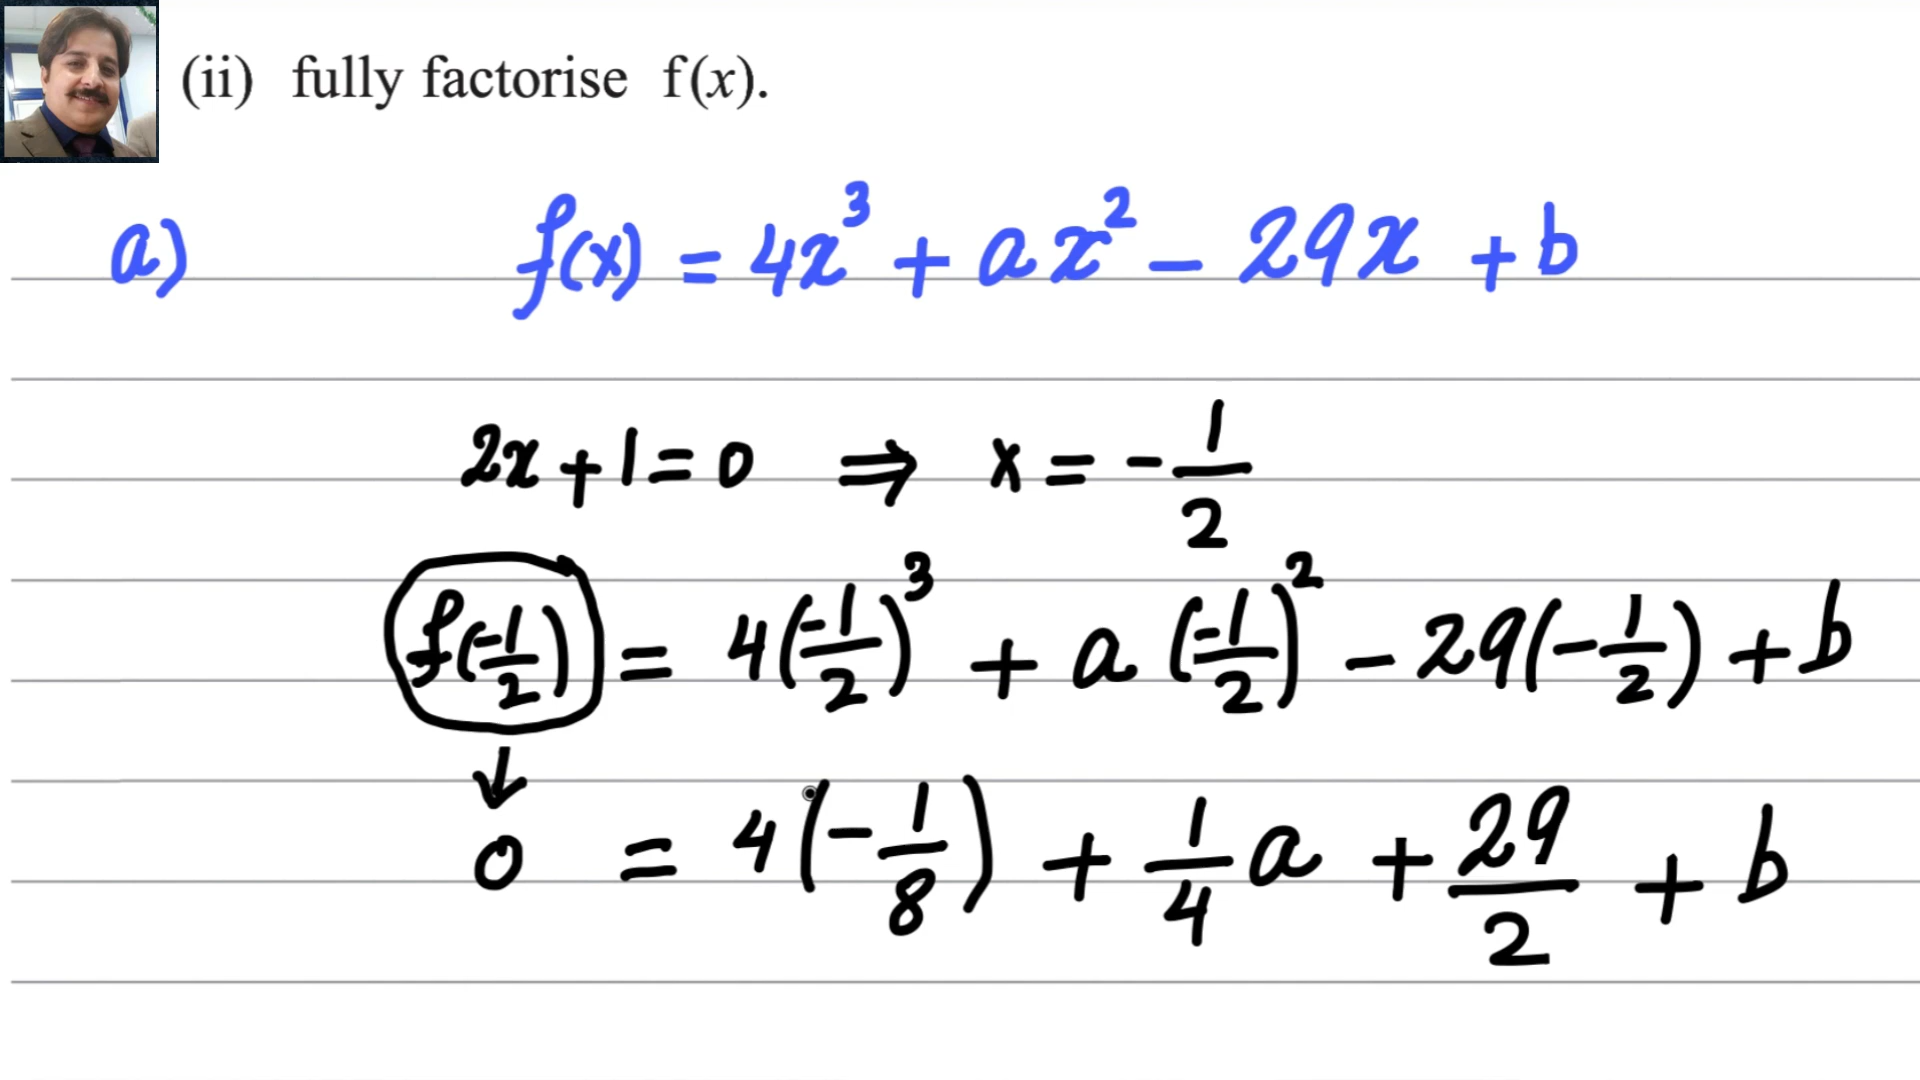 (ii) fully factorise f(x).
a) f(x) = 4x³ + ax² - 29x + b
2x + 1 = 0 ⇒ x = -1/2
f(-1/2) = 4(-1/2)³ + a(-1/2)² - 29(-1/2) + b
↓
0 = 4(-1/8) + 1/4 a + 29/2 + b